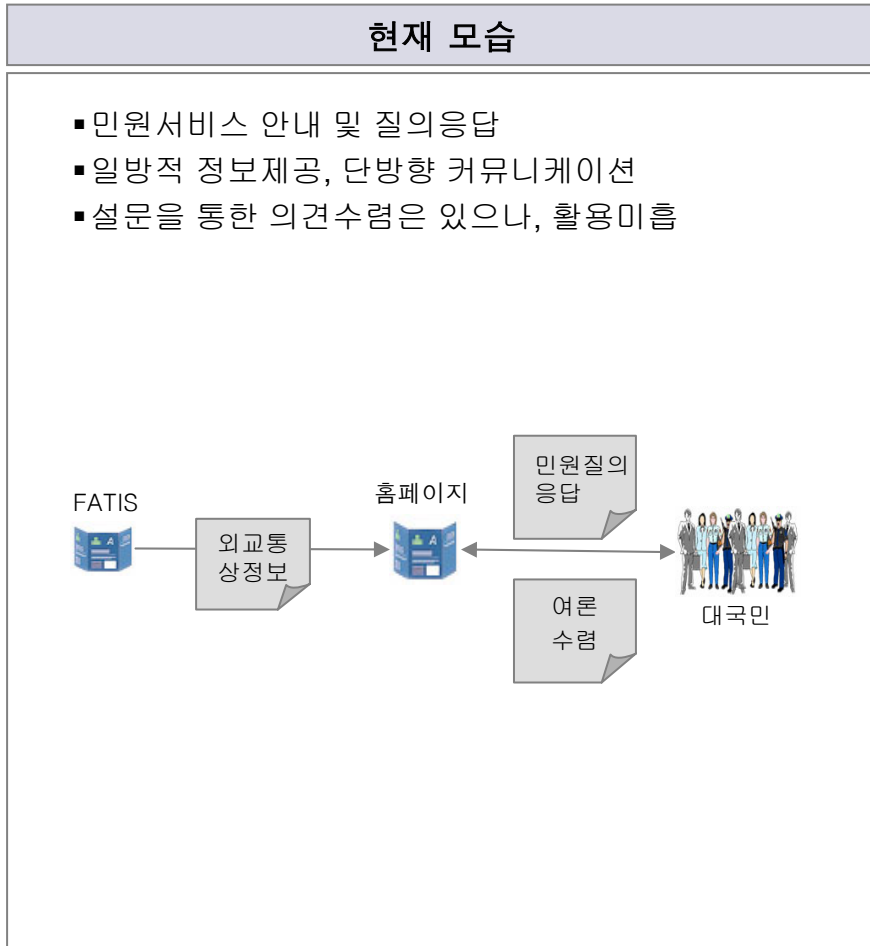 현재 모습
▪민원서비스 안내 및 질의응답
▪일방적 정보제공, 단방향 커뮤니케이션
▪설문을 통한 의견수렴은 있으나, 활용미흡
FATIS
외교통
상정보
홈페이지
민원질의
응답
여론
수렴
대국민